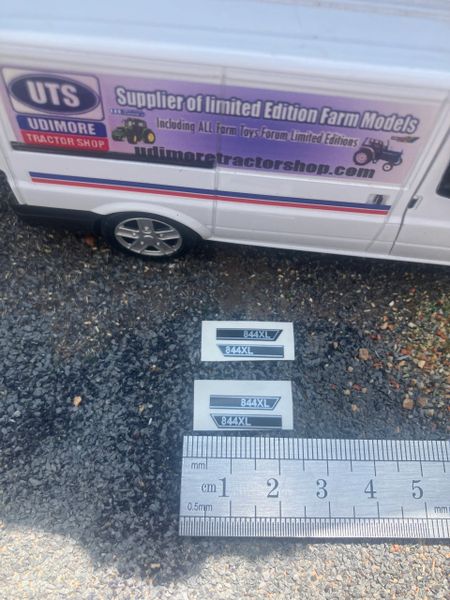 UTS
UDIMORE
TRACTOR SHOP
Supplier of limited Edition Farm Models
Including ALL Farm Toys Forum Limited Editions
udimoretractorshop.com
844XL
844XL
844XL
844XL
mm
cm 1 2 3 4 5
0.5mm mm